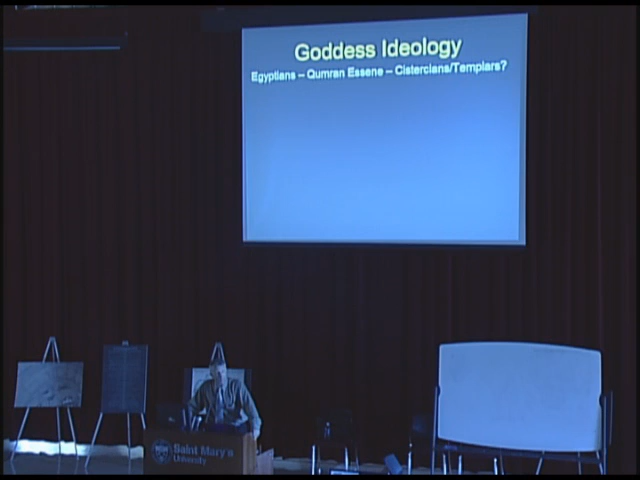 Goddess Ideology
Egyptians – Qumran Essene – Cistercians/Templars?
Saint Mary's
University